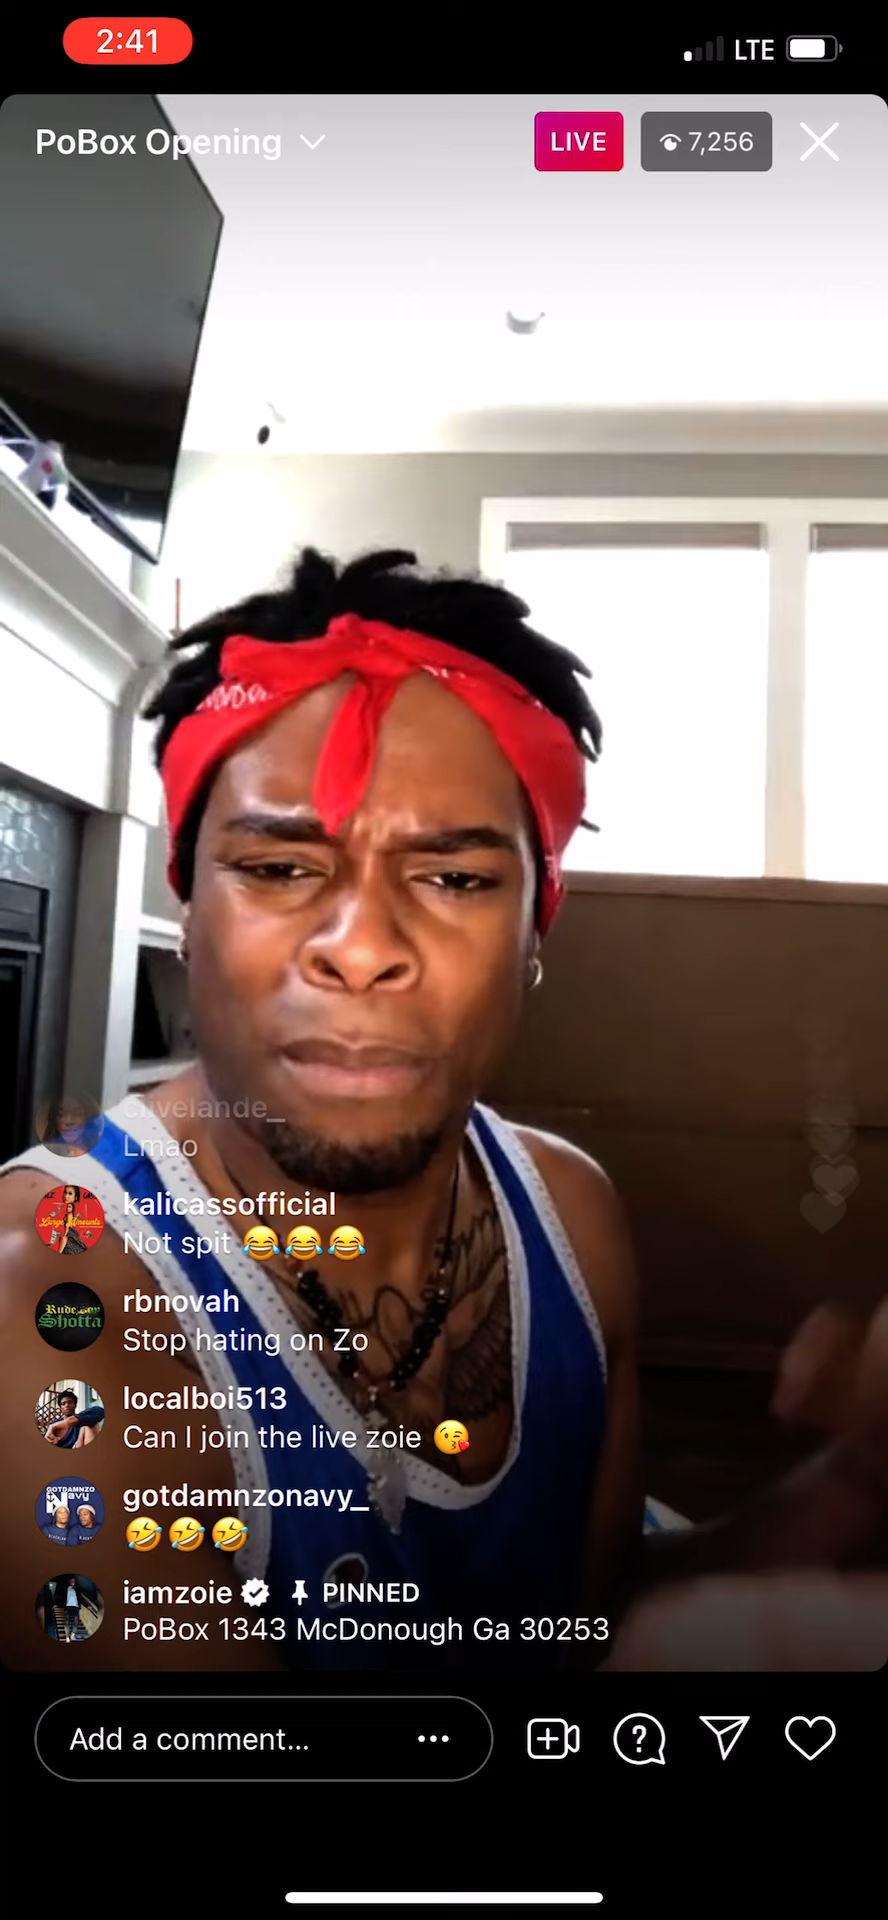 2:41
LTE
PoBox Opening
LIVE
7,256
Lmao
kalicassofficial
Not spit 😂😂😂
rbnovah
Stop hating on Zo
localboi513
Can I join the live zoie 😘
gotdamnzonavy_
🤣🤣🤣
iamzoie PINNED
PoBox 1343 McDonough Ga 30253
Add a comment...